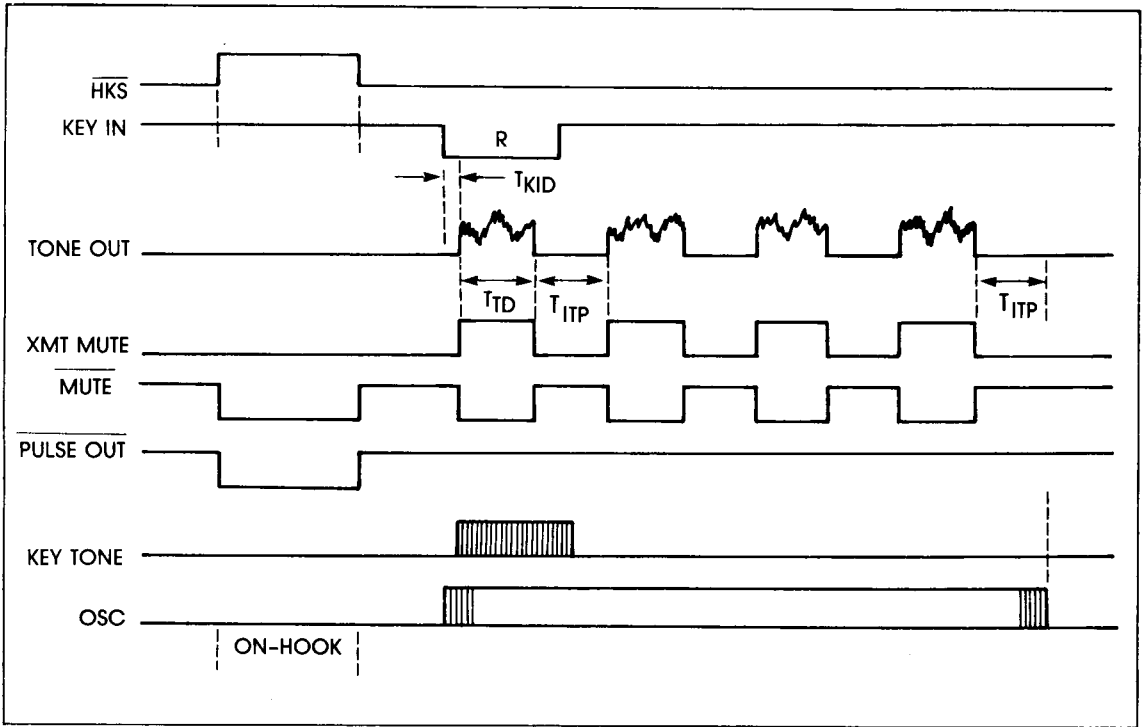 HKS
KEY IN
R
TKID
TONE OUT
TTD
TITP
TITP
XMT MUTE
MUTE
PULSE OUT
KEY TONE
OSC
ON-HOOK